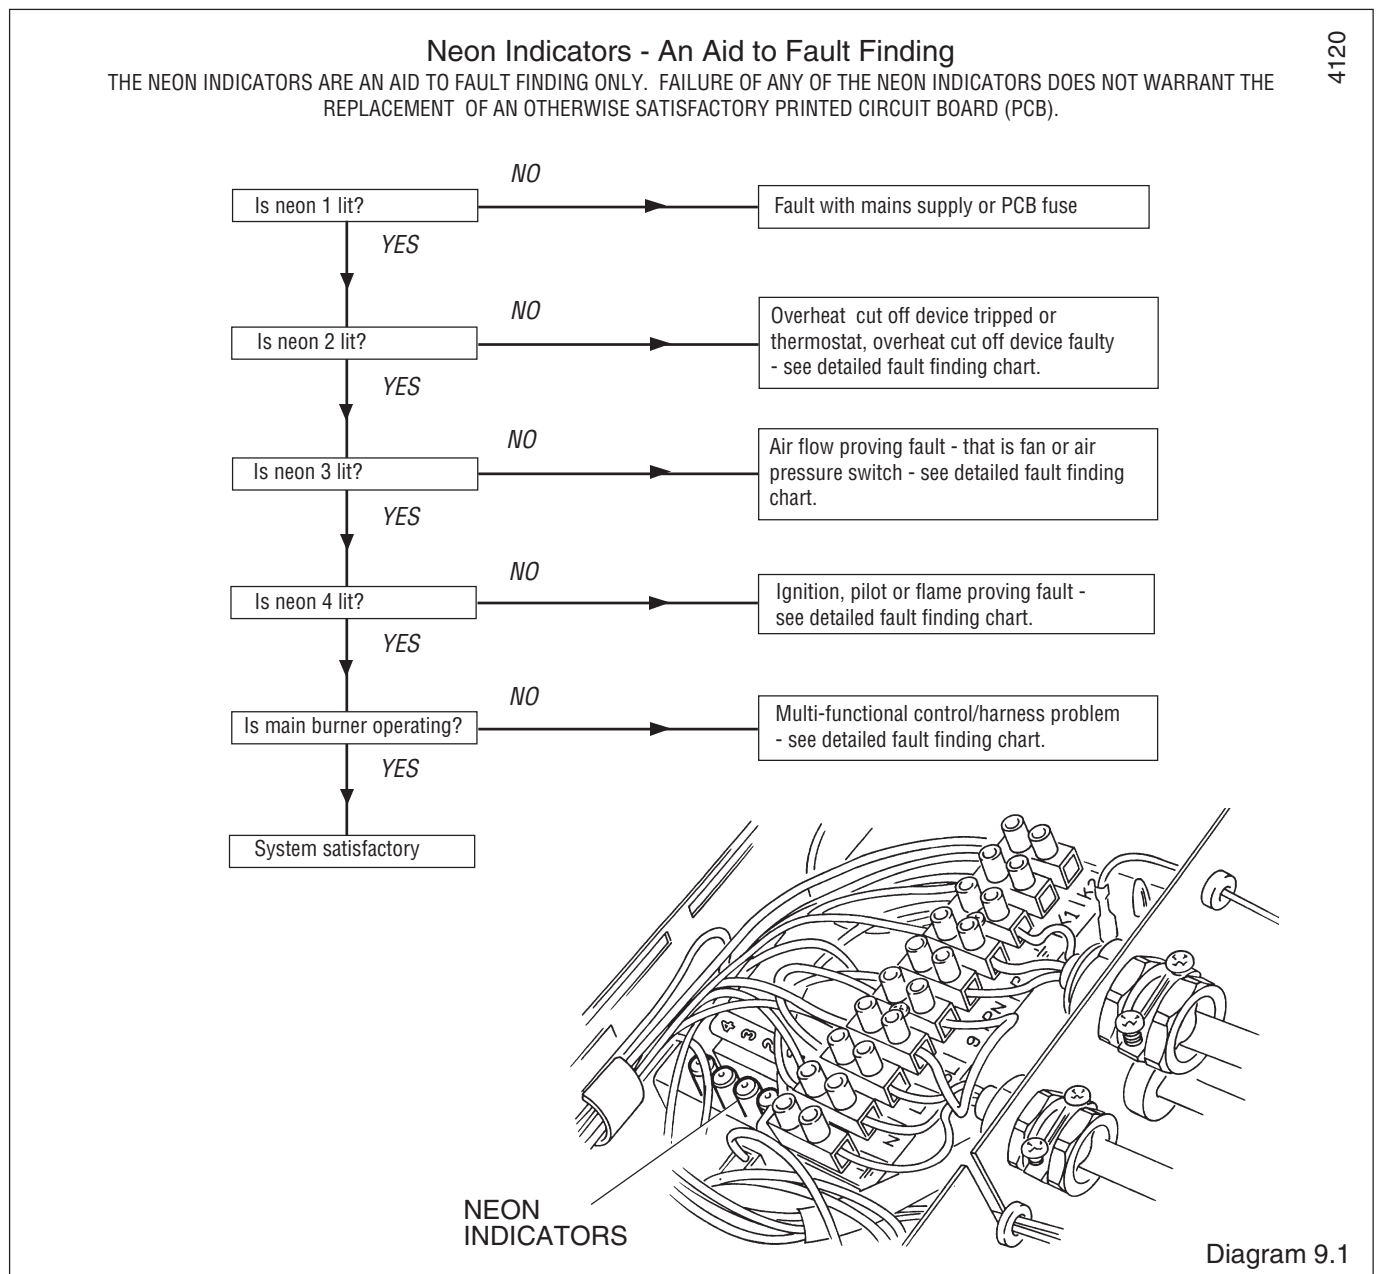 Neon Indicators - An Aid to Fault Finding
4120
THE NEON INDICATORS ARE AN AID TO FAULT FINDING ONLY. FAILURE OF ANY OF THE NEON INDICATORS DOES NOT WARRANT THE
REPLACEMENT OF AN OTHERWISE SATISFACTORY PRINTED CIRCUIT BOARD (PCB).
NO
Is neon 1 lit?
Fault with mains supply or PCB fuse
YES
NO
Is neon 2 lit?
Overheat cut off device tripped or
thermostat, overheat cut off device faulty
- see detailed fault finding chart.
YES
NO
Is neon 3 lit?
Air flow proving fault - that is fan or air
pressure switch - see detailed fault finding
chart.
YES
NO
Is neon 4 lit?
Ignition, pilot or flame proving fault -
see detailed fault finding chart.
YES
NO
Is main burner operating?
Multi-functional control/harness problem
- see detailed fault finding chart.
YES
System satisfactory
4 3 2
N L
NEON
INDICATORS
Diagram 9.1